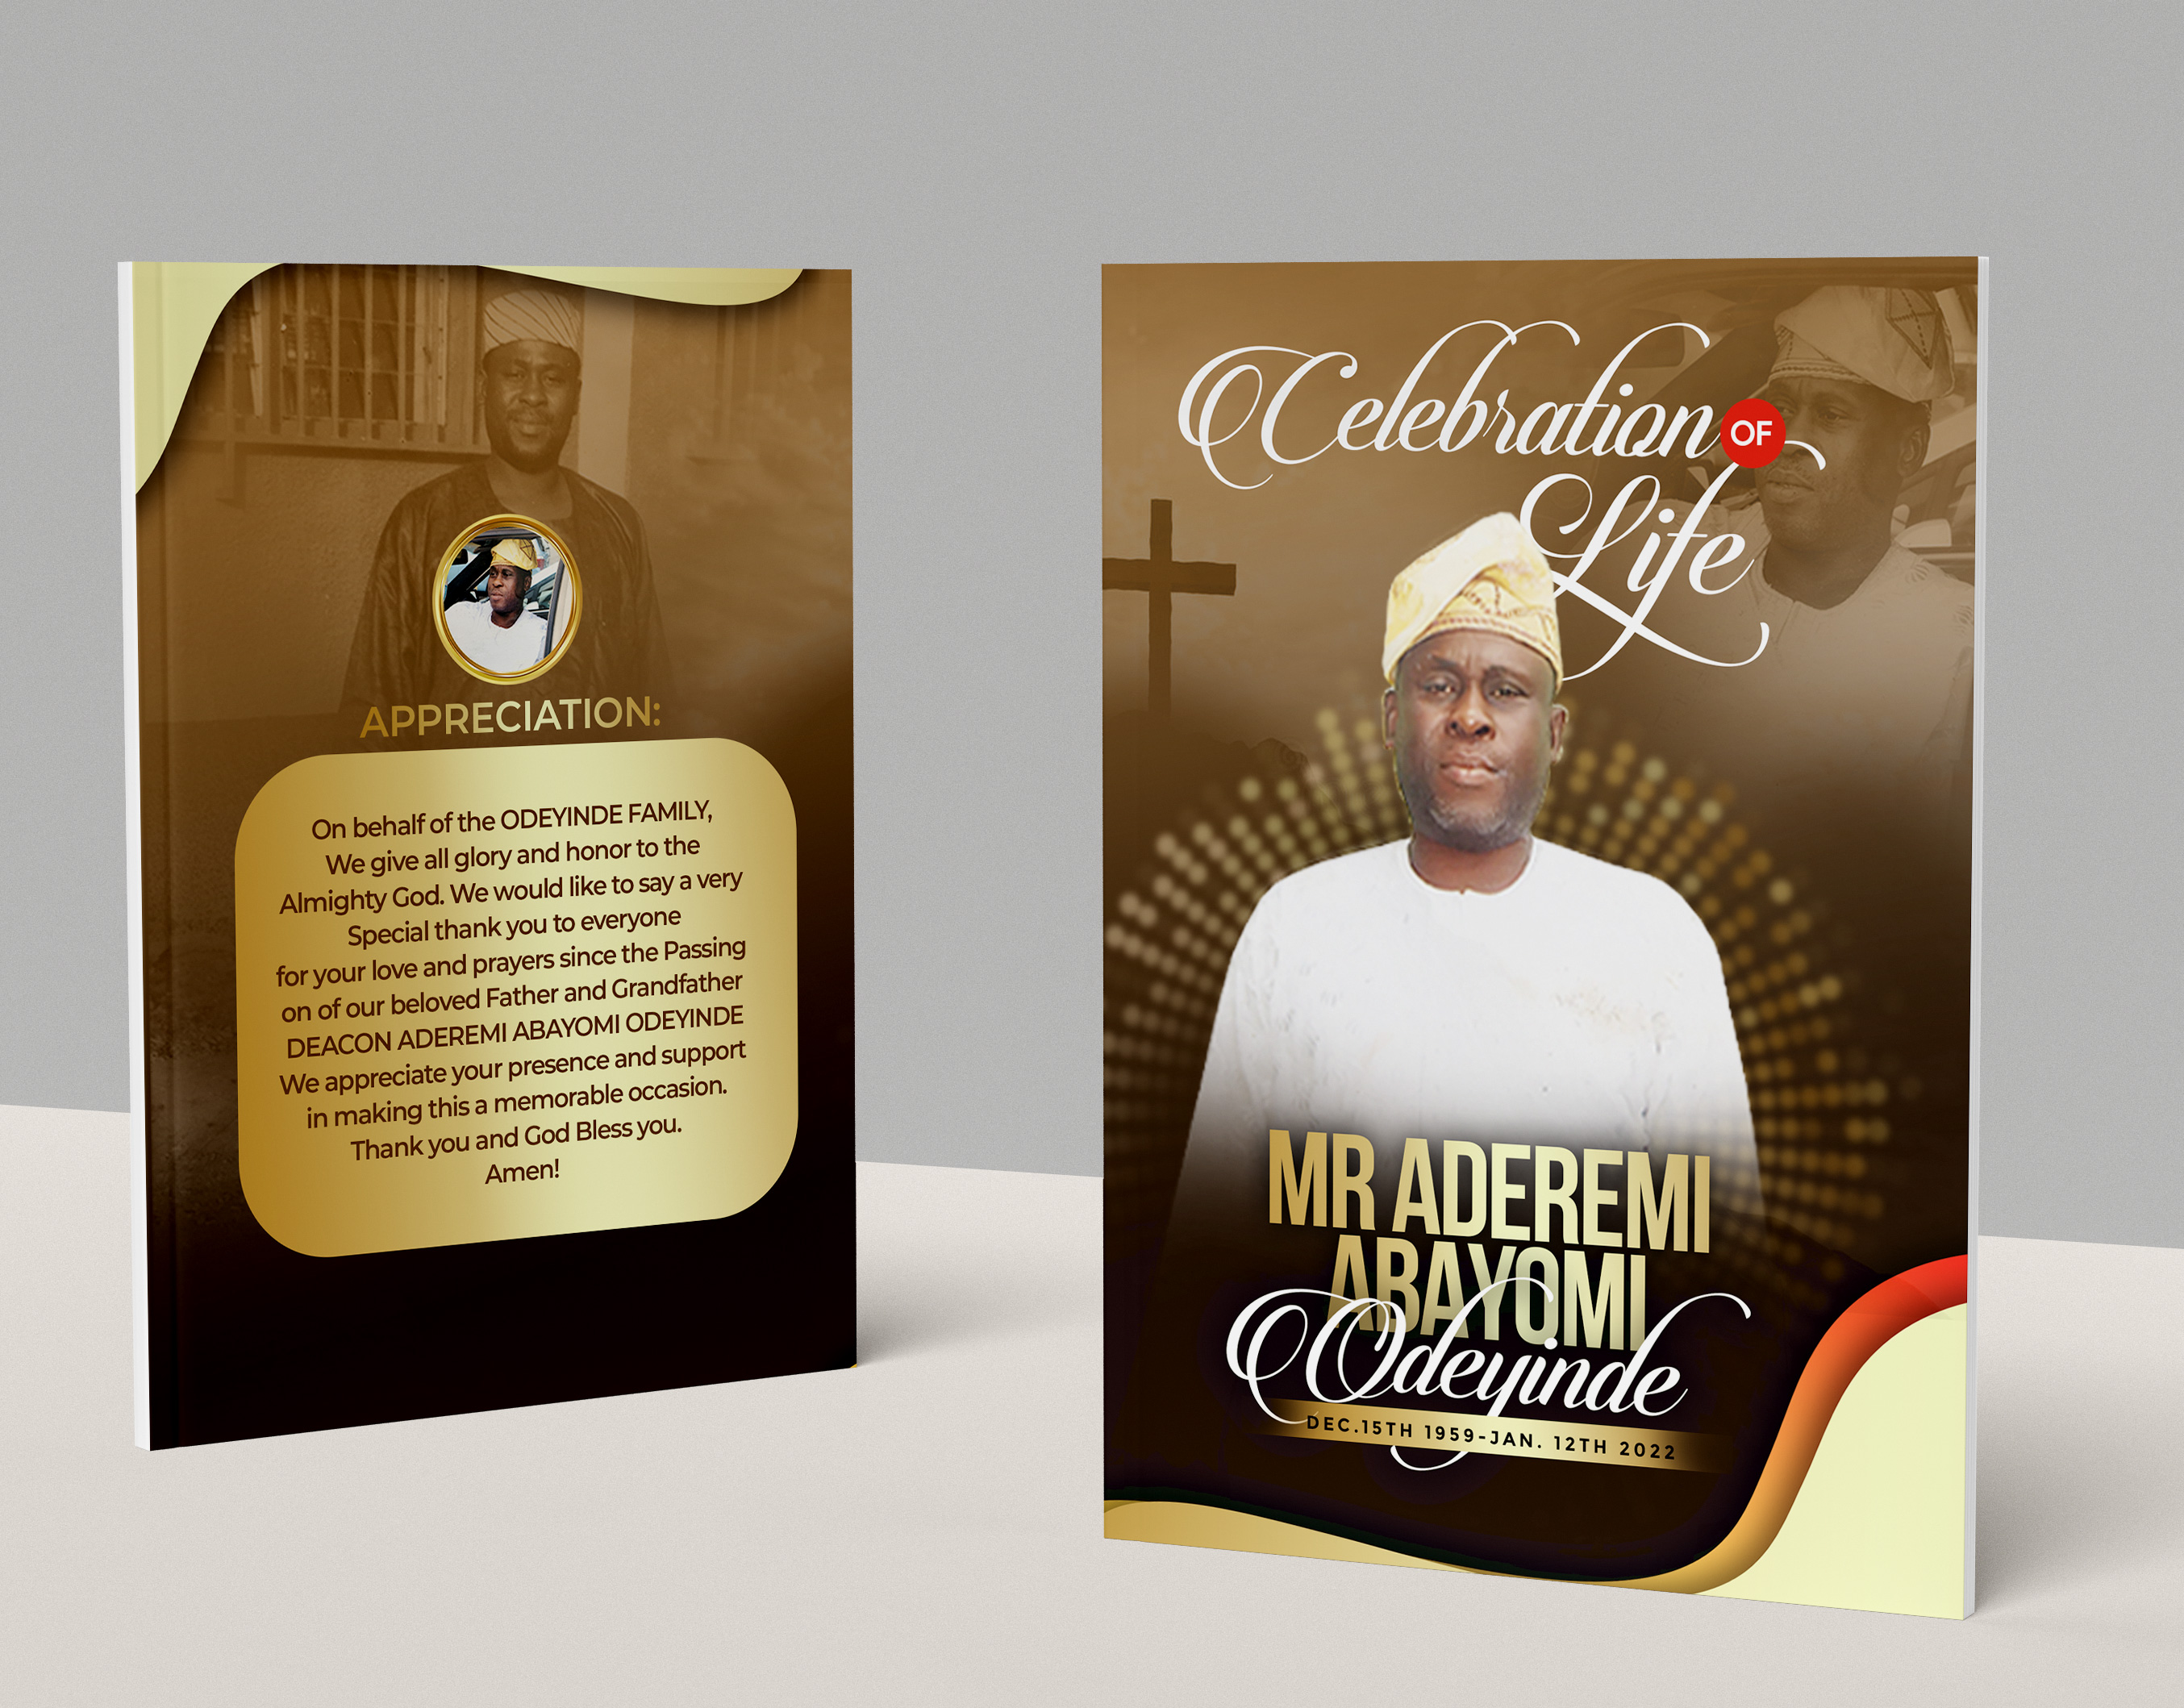 APPRECIATION:
On behalf of the ODEYINDE FAMILY,
We give all glory and honor to the
Almighty God. We would like to say a very
Special thank you to everyone
for your love and prayers since the Passing
on of our beloved Father and Grandfather
DEACON ADEREMI ABAYOMI ODEYINDE
We appreciate your presence and support
in making this a memorable occasion.
Thank you and God Bless you.
Amen!
Celebration OF
Life
MR ADEREMI
ABAYOMI
Odeyinde
DEC.15TH 1959-JAN. 12TH 2022